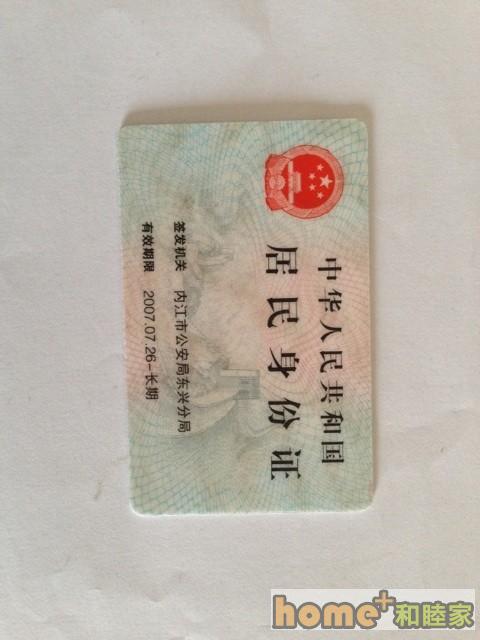 中华人民共和国
居民身份证
签发机关 内江市公安局东兴分局
有效期限 2007.07.26-长期
home+和睦家